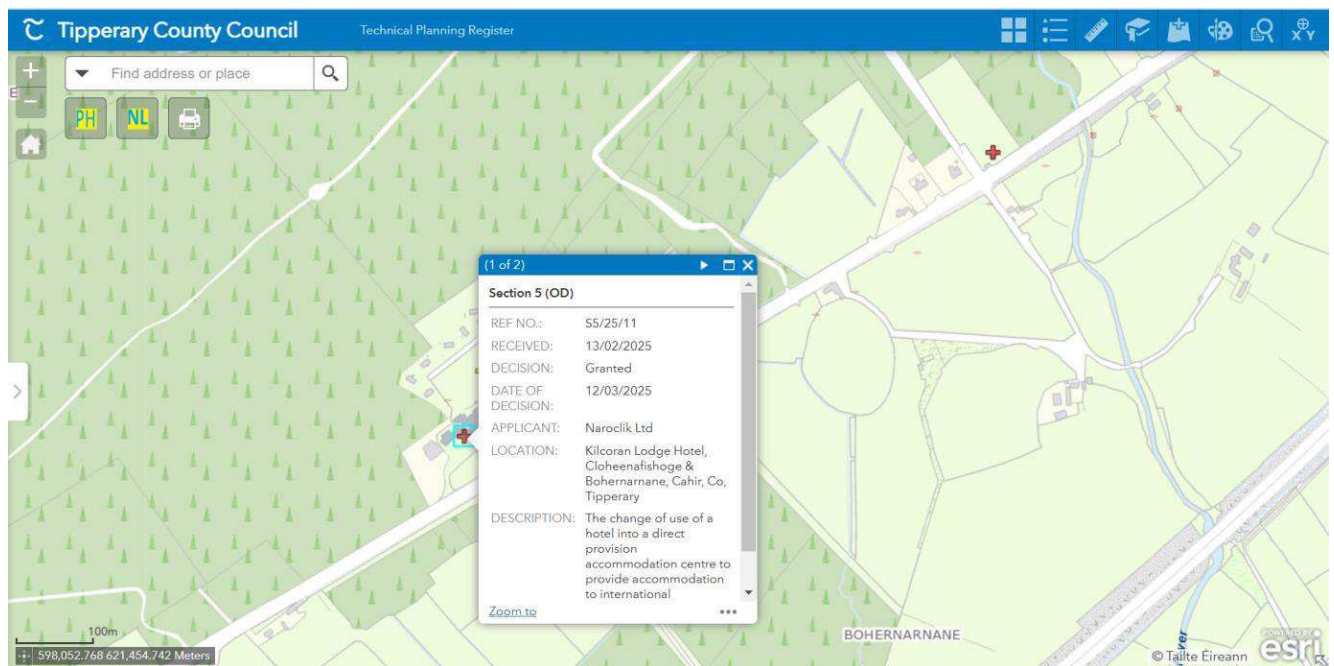 Tipperary County Council
Technical Planning Register
Find address or place
PH
NL
(1 of 2)
Section 5 (OD)
REF NO.: S5/25/11
RECEIVED: 13/02/2025
DECISION: Granted
DATE OF DECISION: 12/03/2025
APPLICANT: Naroclik Ltd
LOCATION: Kilcoran Lodge Hotel,
Cloheenafishoge &
Bohernarnane, Cahir, Co,
Tipperary
DESCRIPTION: The change of use of a
hotel into a direct
provision
accommodation centre to
provide accommodation
to international
Zoom to
100m
598,052.768 621,454.742 Meters
BOHERNARNANE
© Tailte Éireann
POWERED BY
esri